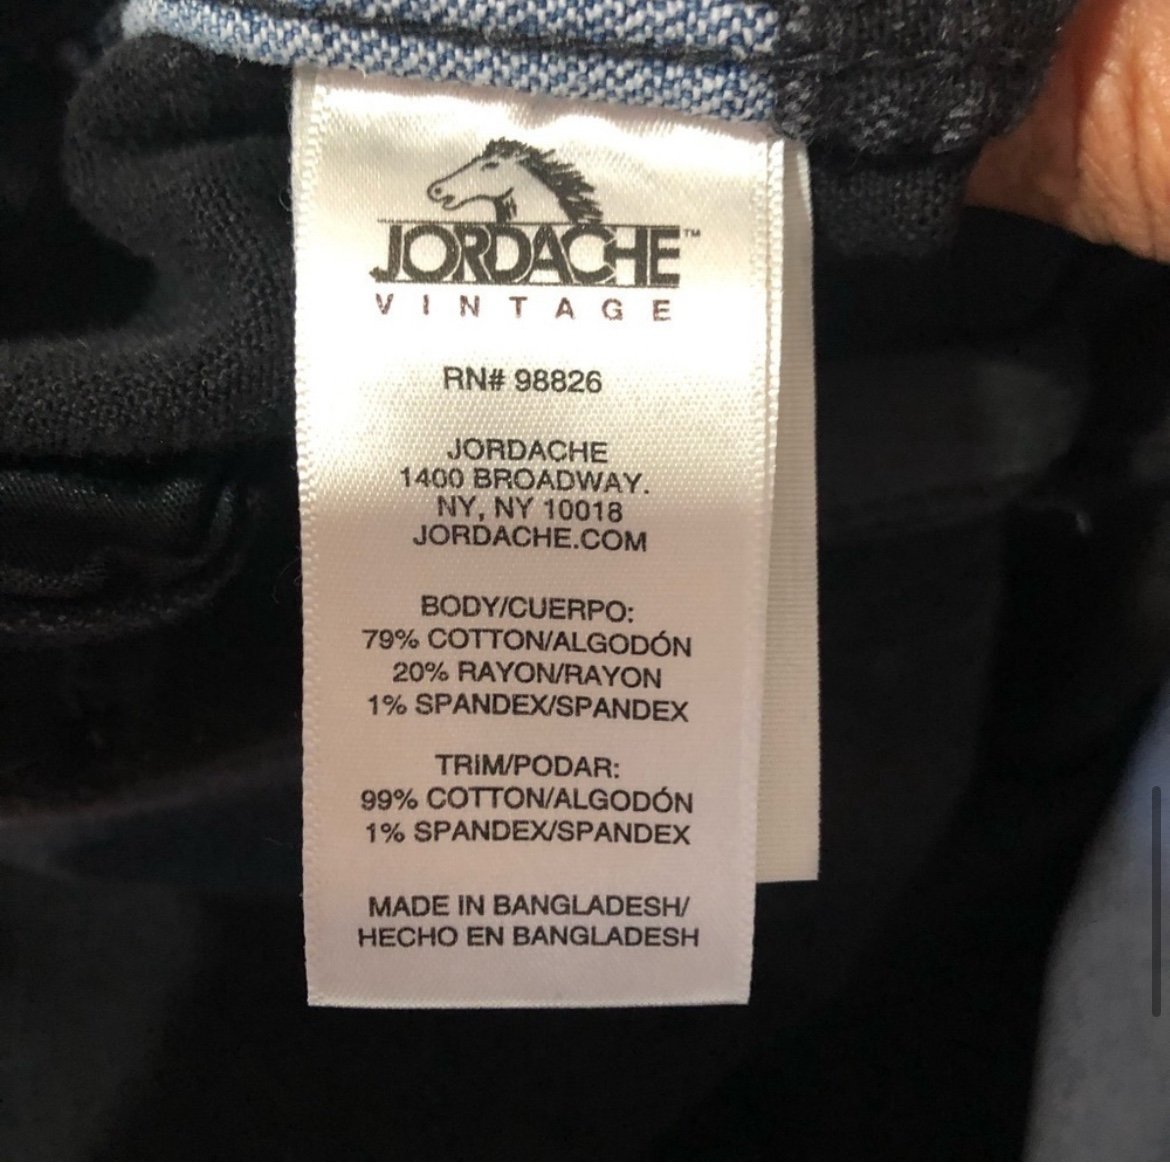 JORDACHE™
VINTAGE
RN# 98826
JORDACHE
1400 BROADWAY.
NY, NY 10018
JORDACHE.COM
BODY/CUERPO:
79% COTTON/ALGODÓN
20% RAYON/RAYON
1% SPANDEX/SPANDEX
TRIM/PODAR:
99% COTTON/ALGODÓN
1% SPANDEX/SPANDEX
MADE IN BANGLADESH/
HECHO EN BANGLADESH